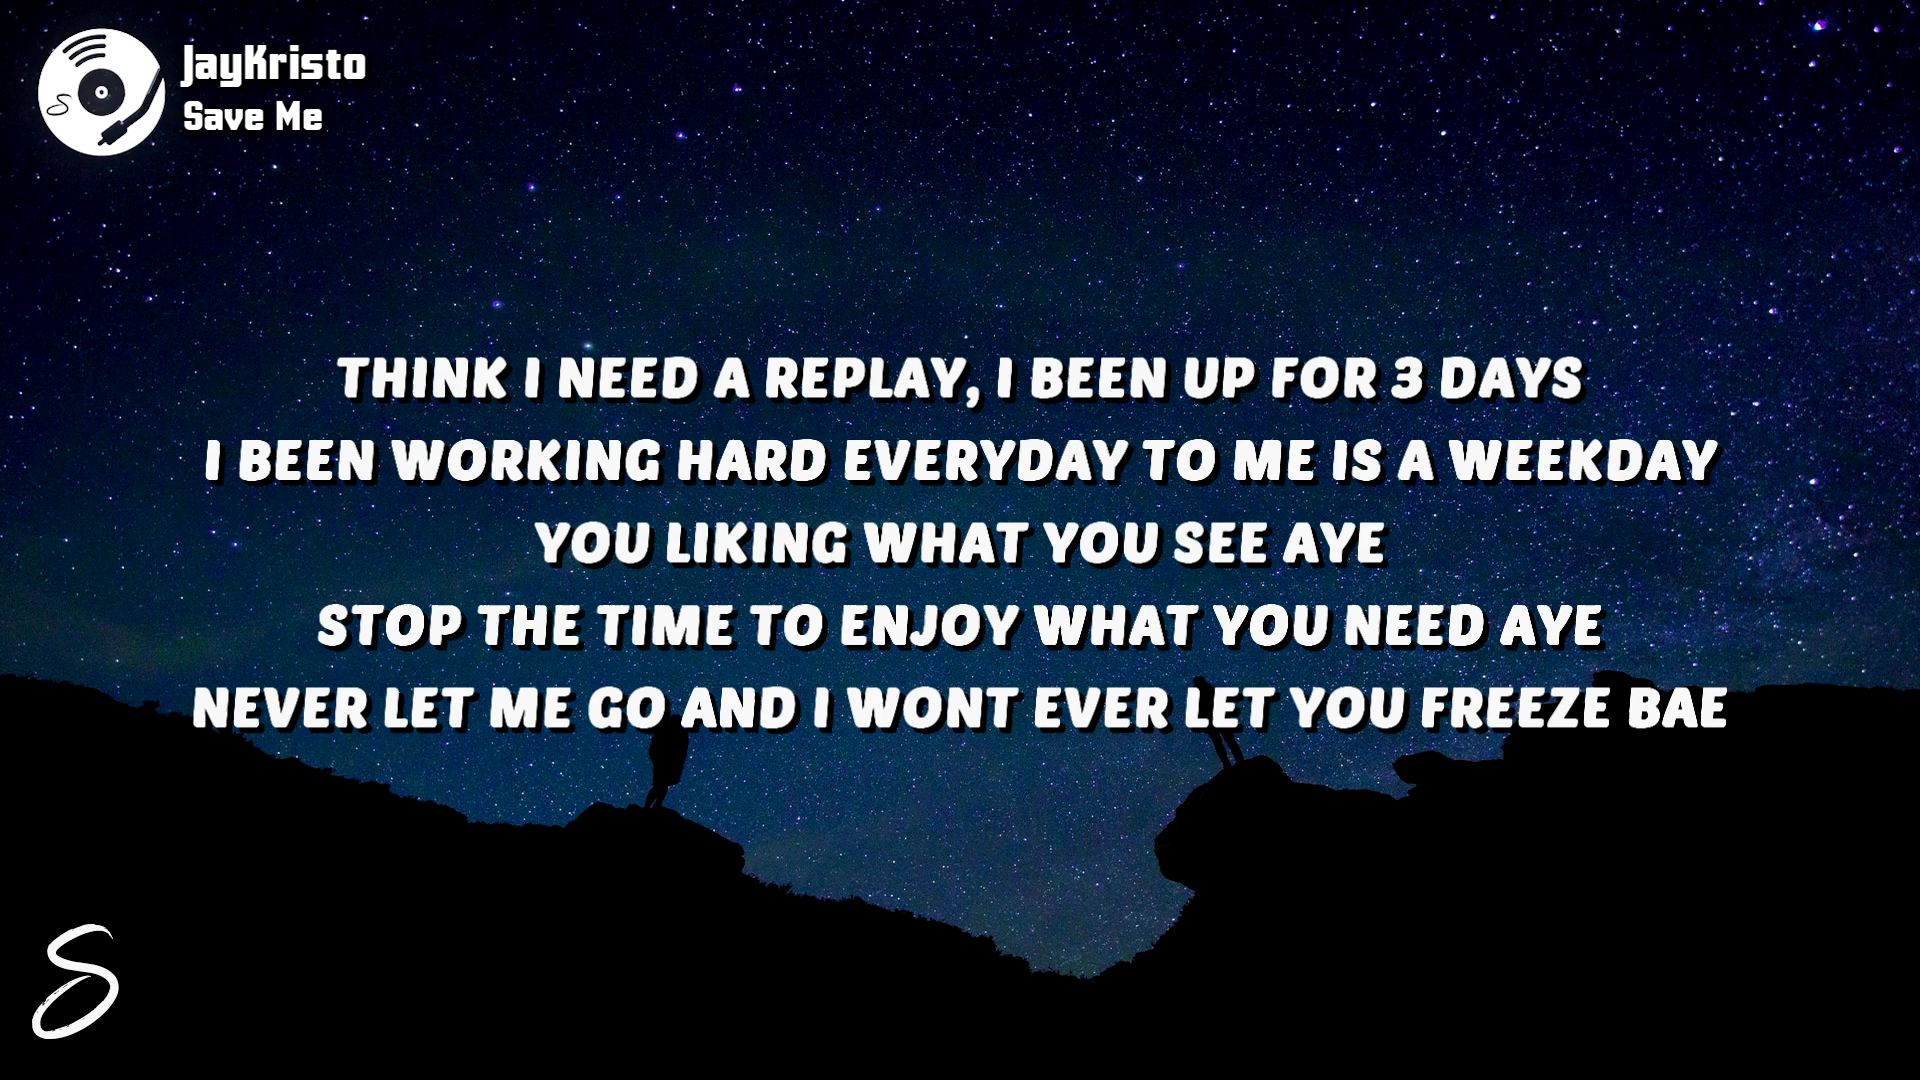 JayKristo
Save Me
THINK I NEED A REPLAY, I BEEN UP FOR 3 DAYS
I BEEN WORKING HARD EVERYDAY TO ME IS A WEEKDAY
YOU LIKING WHAT YOU SEE AYE
STOP THE TIME TO ENJOY WHAT YOU NEED AYE
NEVER LET ME GO AND I WONT EVER LET YOU FREEZE BAE
S